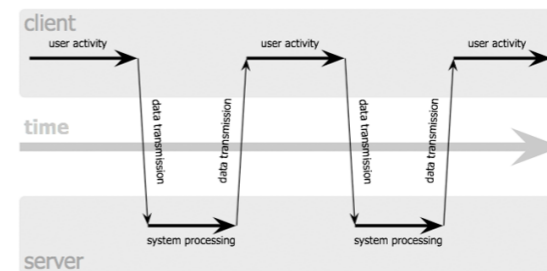 client
user activity
user activity
user activity
data transmission
data transmission
data transmission
data transmission
time
system processing
system processing
server